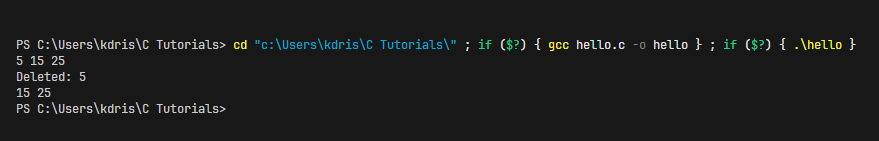 PS C:\Users\kdris\C Tutorials> cd "c:\Users\kdris\C Tutorials\" ; if ($?) { gcc hello.c -o hello } ; if ($?) { .\hello }
5 15 25
Deleted: 5
15 25
PS C:\Users\kdris\C Tutorials>